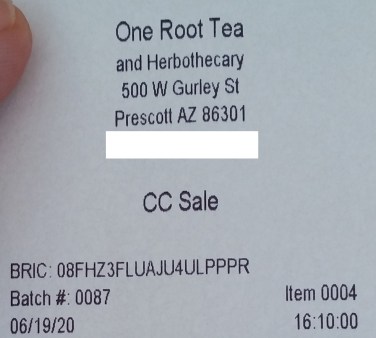 One Root Tea
and Herbothecary
500 W Gurley St
Prescott AZ 86301
CC Sale
BRIC: 08FHZ3FLUAJU4ULPPPR
Batch #: 0087 Item 0004
06/19/20 16:10:00